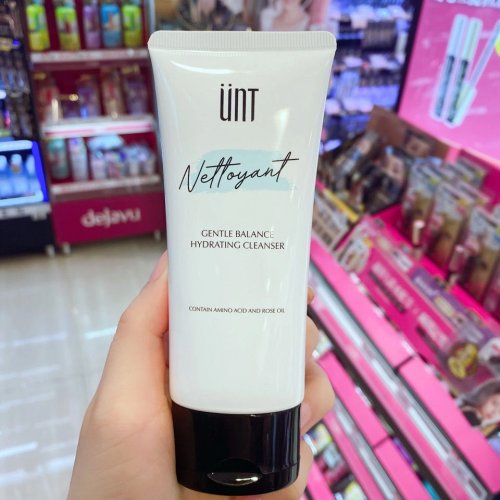 ünt
Nettoyant
GENTLE BALANCE
HYDRATING CLEANSER
CONTAIN AMINO ACID AND ROSE OIL
dejavu